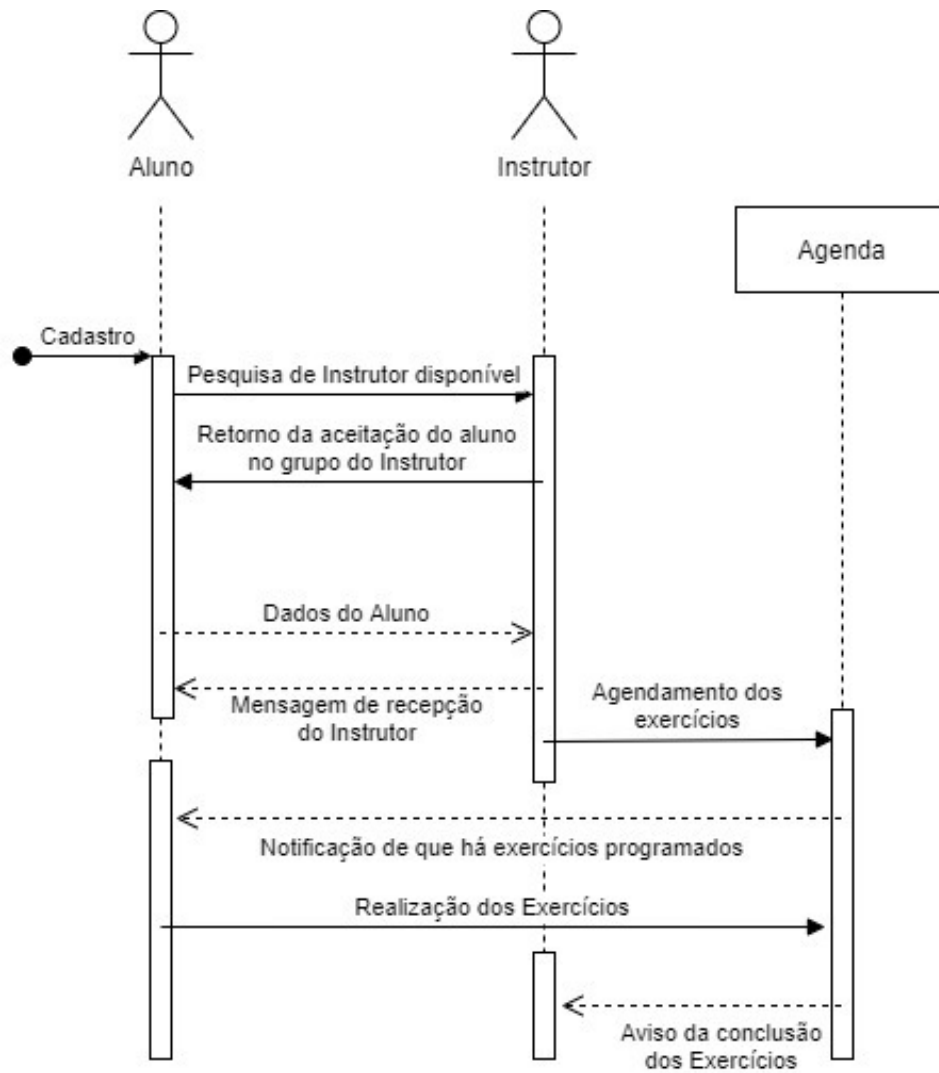 Aluno
Instrutor
Agenda
Cadastro
Pesquisa de Instrutor disponível
Retorno da aceitação do aluno
no grupo do Instrutor
Dados do Aluno
Mensagem de recepção
do Instrutor
Agendamento dos
exercícios
Notificação de que há exercícios programados
Realização dos Exercícios
Aviso da conclusão
dos Exercícios